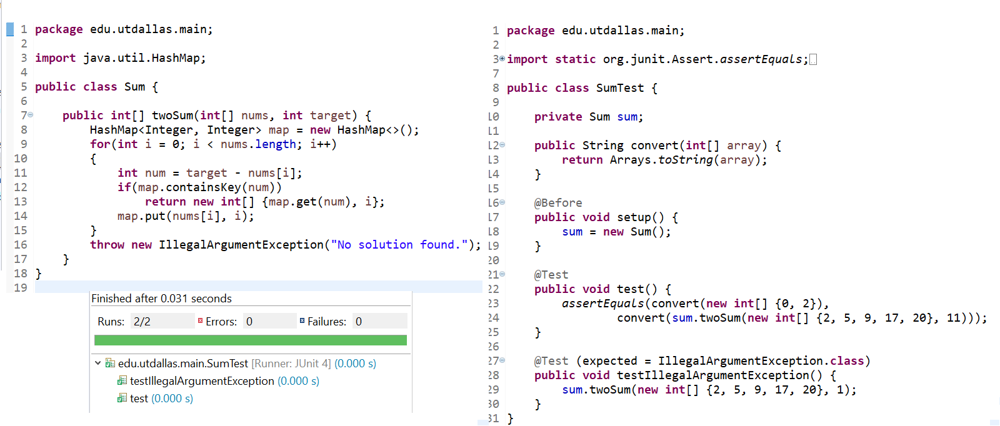 1 package edu.utdallas.main;
2
3 import java.util.HashMap;
4
5 public class Sum {
6
7 public int[] twoSum(int[] nums, int target) {
8 HashMap<Integer, Integer> map = new HashMap<>();
9 for(int i = 0; i < nums.length; i++)
10 {
11 int num = target - nums[i];
12 if(map.containsKey(num))
13 return new int[] {map.get(num), i};
14 map.put(nums[i], i);
15 }
16 throw new IllegalArgumentException("No solution found.");
17 }
18 }
19
Finished after 0.031 seconds
Runs: 2/2 Errors: 0 Failures: 0
edu.utdallas.main.SumTest [Runner: JUnit 4] (0.000 s)
testIllegalArgumentException (0.000 s)
test (0.000 s)
1 package edu.utdallas.main;
2
3 import static org.junit.Assert.assertEquals;
7
8 public class SumTest {
9
10 private Sum sum;
11
12 public String convert(int[] array) {
13 return Arrays.toString(array);
14 }
15
16 @Before
17 public void setup() {
18 sum = new Sum();
19 }
20
21 @Test
22 public void test() {
23 assertEquals(convert(new int[] {0, 2}),
24 convert(sum.twoSum(new int[] {2, 5, 9, 17, 20}, 11)));
25 }
26
27 @Test (expected = IllegalArgumentException.class)
28 public void testIllegalArgumentException() {
29 sum.twoSum(new int[] {2, 5, 9, 17, 20}, 1);
30 }
31 }